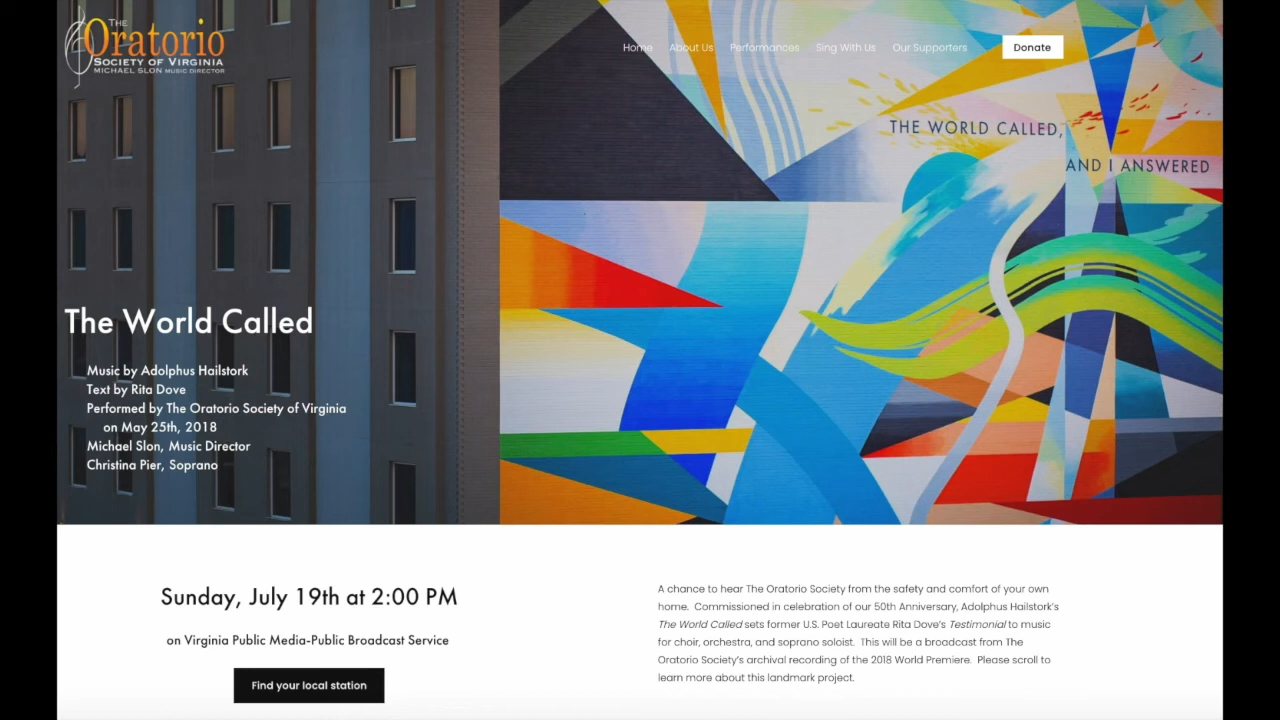 THE
Oratorio
SOCIETY OF VIRGINIA
MICHAEL SLON MUSIC DIRECTOR
Home About Us Performances Sing With Us Our Supporters Donate
THE WORLD CALLED,
AND I ANSWERED
The World Called
Music by Adolphus Hailstork
Text by Rita Dove
Performed by The Oratorio Society of Virginia
on May 25th, 2018
Michael Slon, Music Director
Christina Pier, Soprano
Sunday, July 19th at 2:00 PM
on Virginia Public Media-Public Broadcast Service
Find your local station
A chance to hear The Oratorio Society from the safety and comfort of your own
home. Commissioned in celebration of our 50th Anniversary, Adolphus Hailstork's
The World Called sets former U.S. Poet Laureate Rita Dove's Testimonial to music
for choir, orchestra, and soprano soloist. This will be a broadcast from The
Oratorio Society's archival recording of the 2018 World Premiere. Please scroll to
learn more about this landmark project.